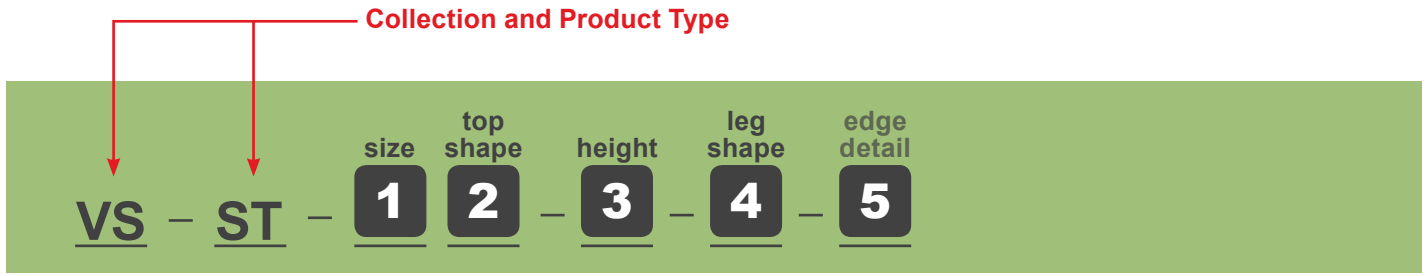 Collection and Product Type
top leg edge
size shape height shape detail
VS – ST – 1 2 – 3 – 4 – 5